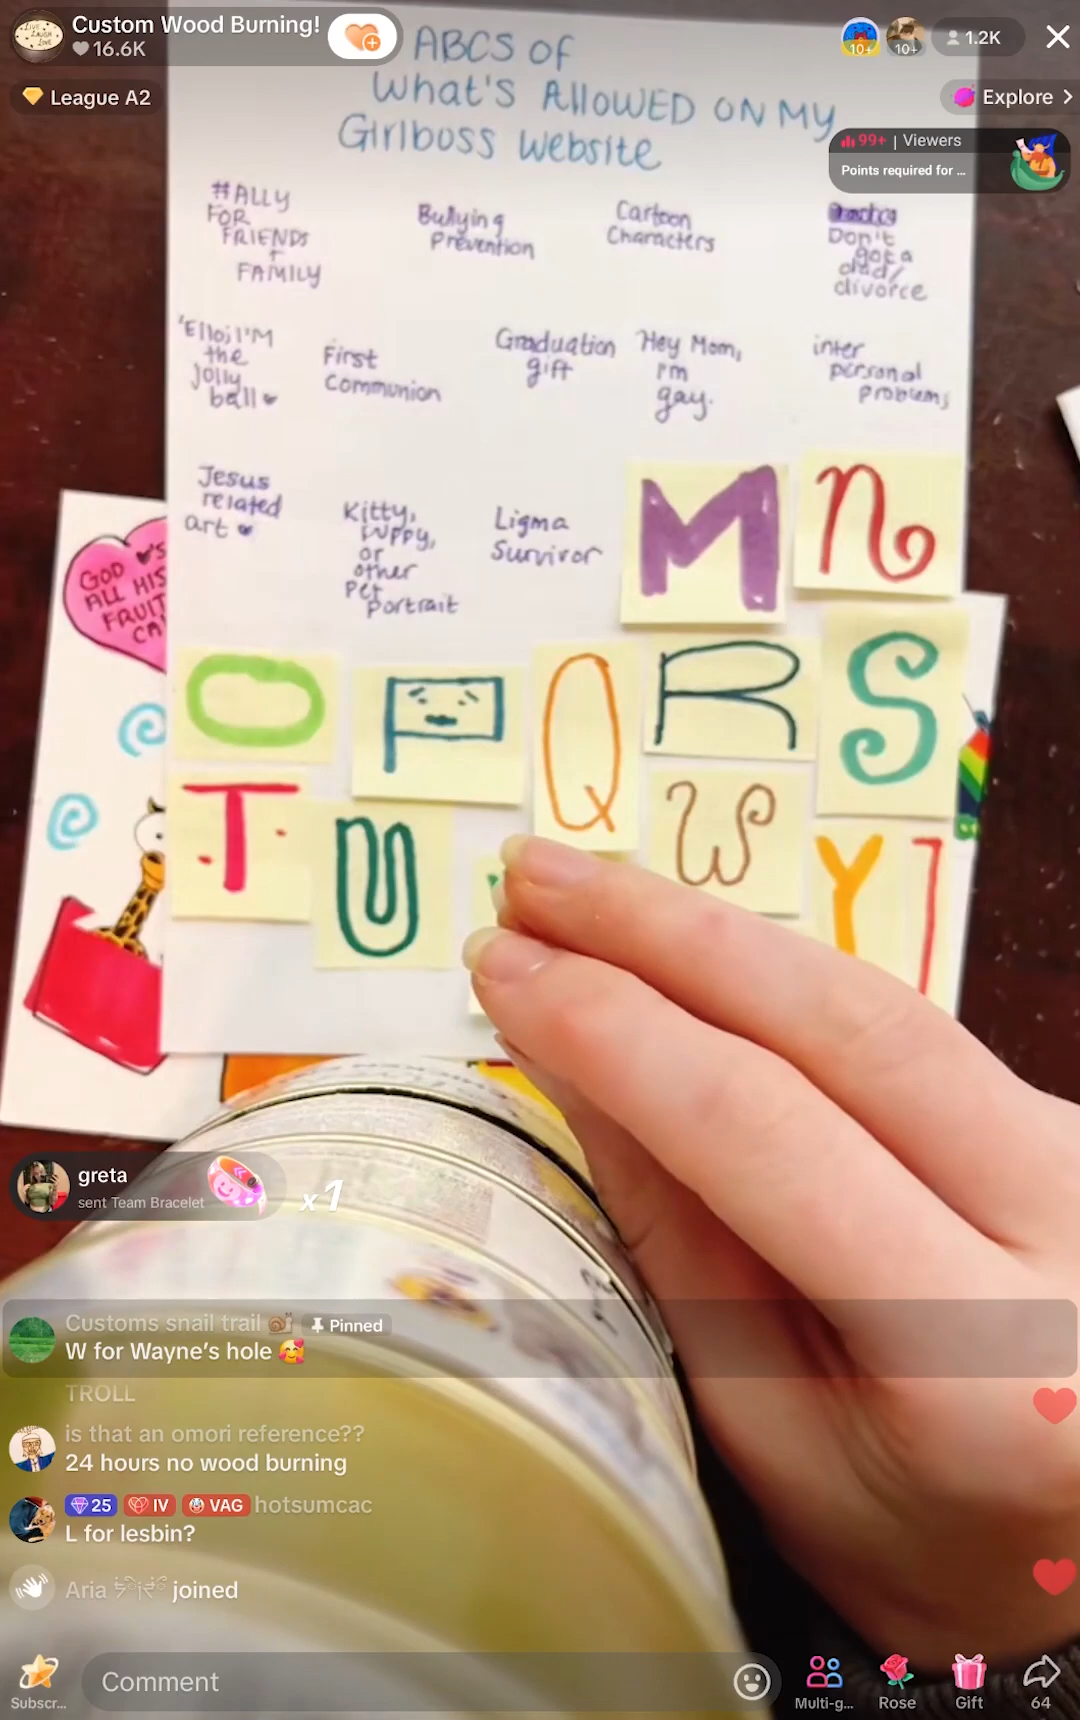 Custom Wood Burning!
16.6K
10+
10+
1.2K
League A2
Explore
99+ | Viewers
Points required for ...
ABCS of
What's AllOWED ON MY
Girlboss Website
#ALLY
FOR
FRIENDS
+
FAMILY
Bullying
Prevention
Cartoon
Characters
Don't
got a
dad/
divorce
'Ello, I'M
the
jolly
ball
First
Communion
Graduation
gift
Hey Mom,
I'm
gay.
inter
personal
problems
Jesus
related
art
Kitty,
puppy,
or
other
pet
portrait
Ligma
Survivor
M
n
O
P
Q
R
S
T
U
W
Y
GOD ♥'S
ALL HIS
FRUIT
CA
greta
sent Team Bracelet
x1
Customs snail trail 🐌 Pinned
W for Wayne's hole 🥰
TROLL
is that an omori reference??
24 hours no wood burning
25 IV VAG hotsumcac
L for lesbin?
Aria joined
Subscr...
Comment
Multi-g...
Rose
Gift
64